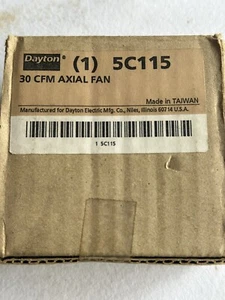 Dayton® (1) 5C115
30 CFM AXIAL FAN
Made in TAIWAN
Manufactured for Dayton Electric Mfg. Co., Niles, Illinois 60714 U.S.A.
1 5C115